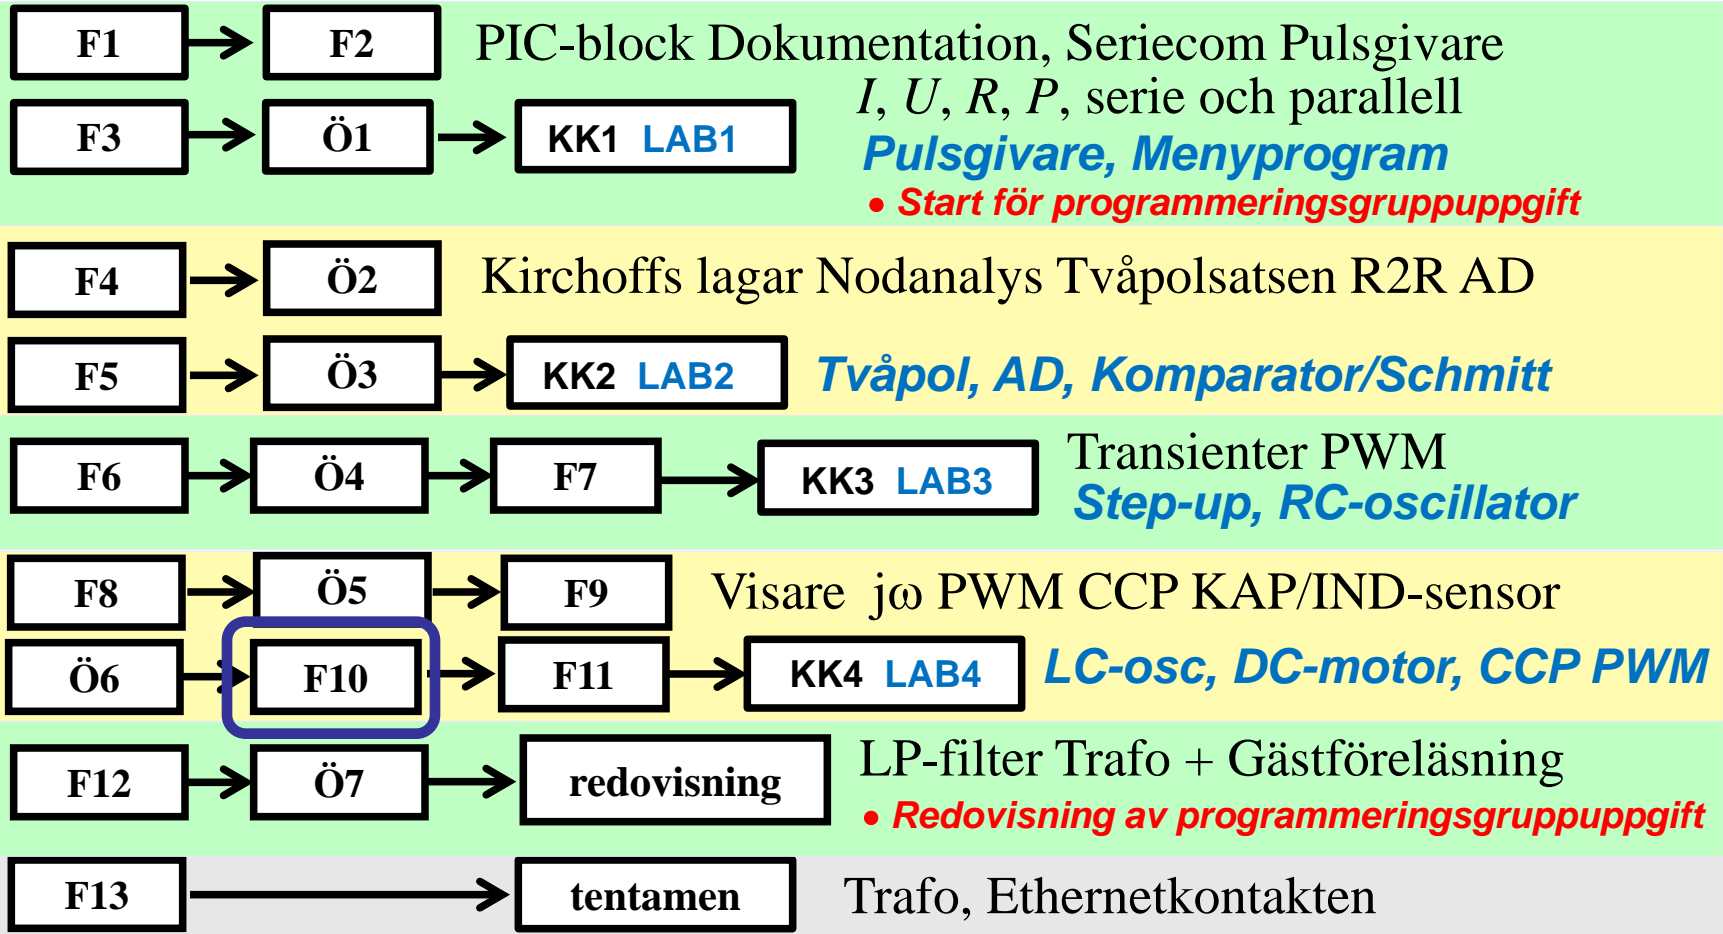 F1 F2 PIC-block Dokumentation, Seriecom Pulsgivare
I, U, R, P, serie och parallell
F3 Ö1 KK1 LAB1 Pulsgivare, Menyprogram
• Start för programmeringsgruppuppgift
F4 Ö2 Kirchoffs lagar Nodanalys Tvåpolsatsen R2R AD
F5 Ö3 KK2 LAB2 Tvåpol, AD, Komparator/Schmitt
F6 Ö4 F7 KK3 LAB3 Transienter PWM
Step-up, RC-oscillator
F8 Ö5 F9 Visare jω PWM CCP KAP/IND-sensor
Ö6 F10 F11 KK4 LAB4 LC-osc, DC-motor, CCP PWM
F12 Ö7 redovisning LP-filter Trafo + Gästföreläsning
• Redovisning av programmeringsgruppuppgift
F13 tentamen Trafo, Ethernetkontakten